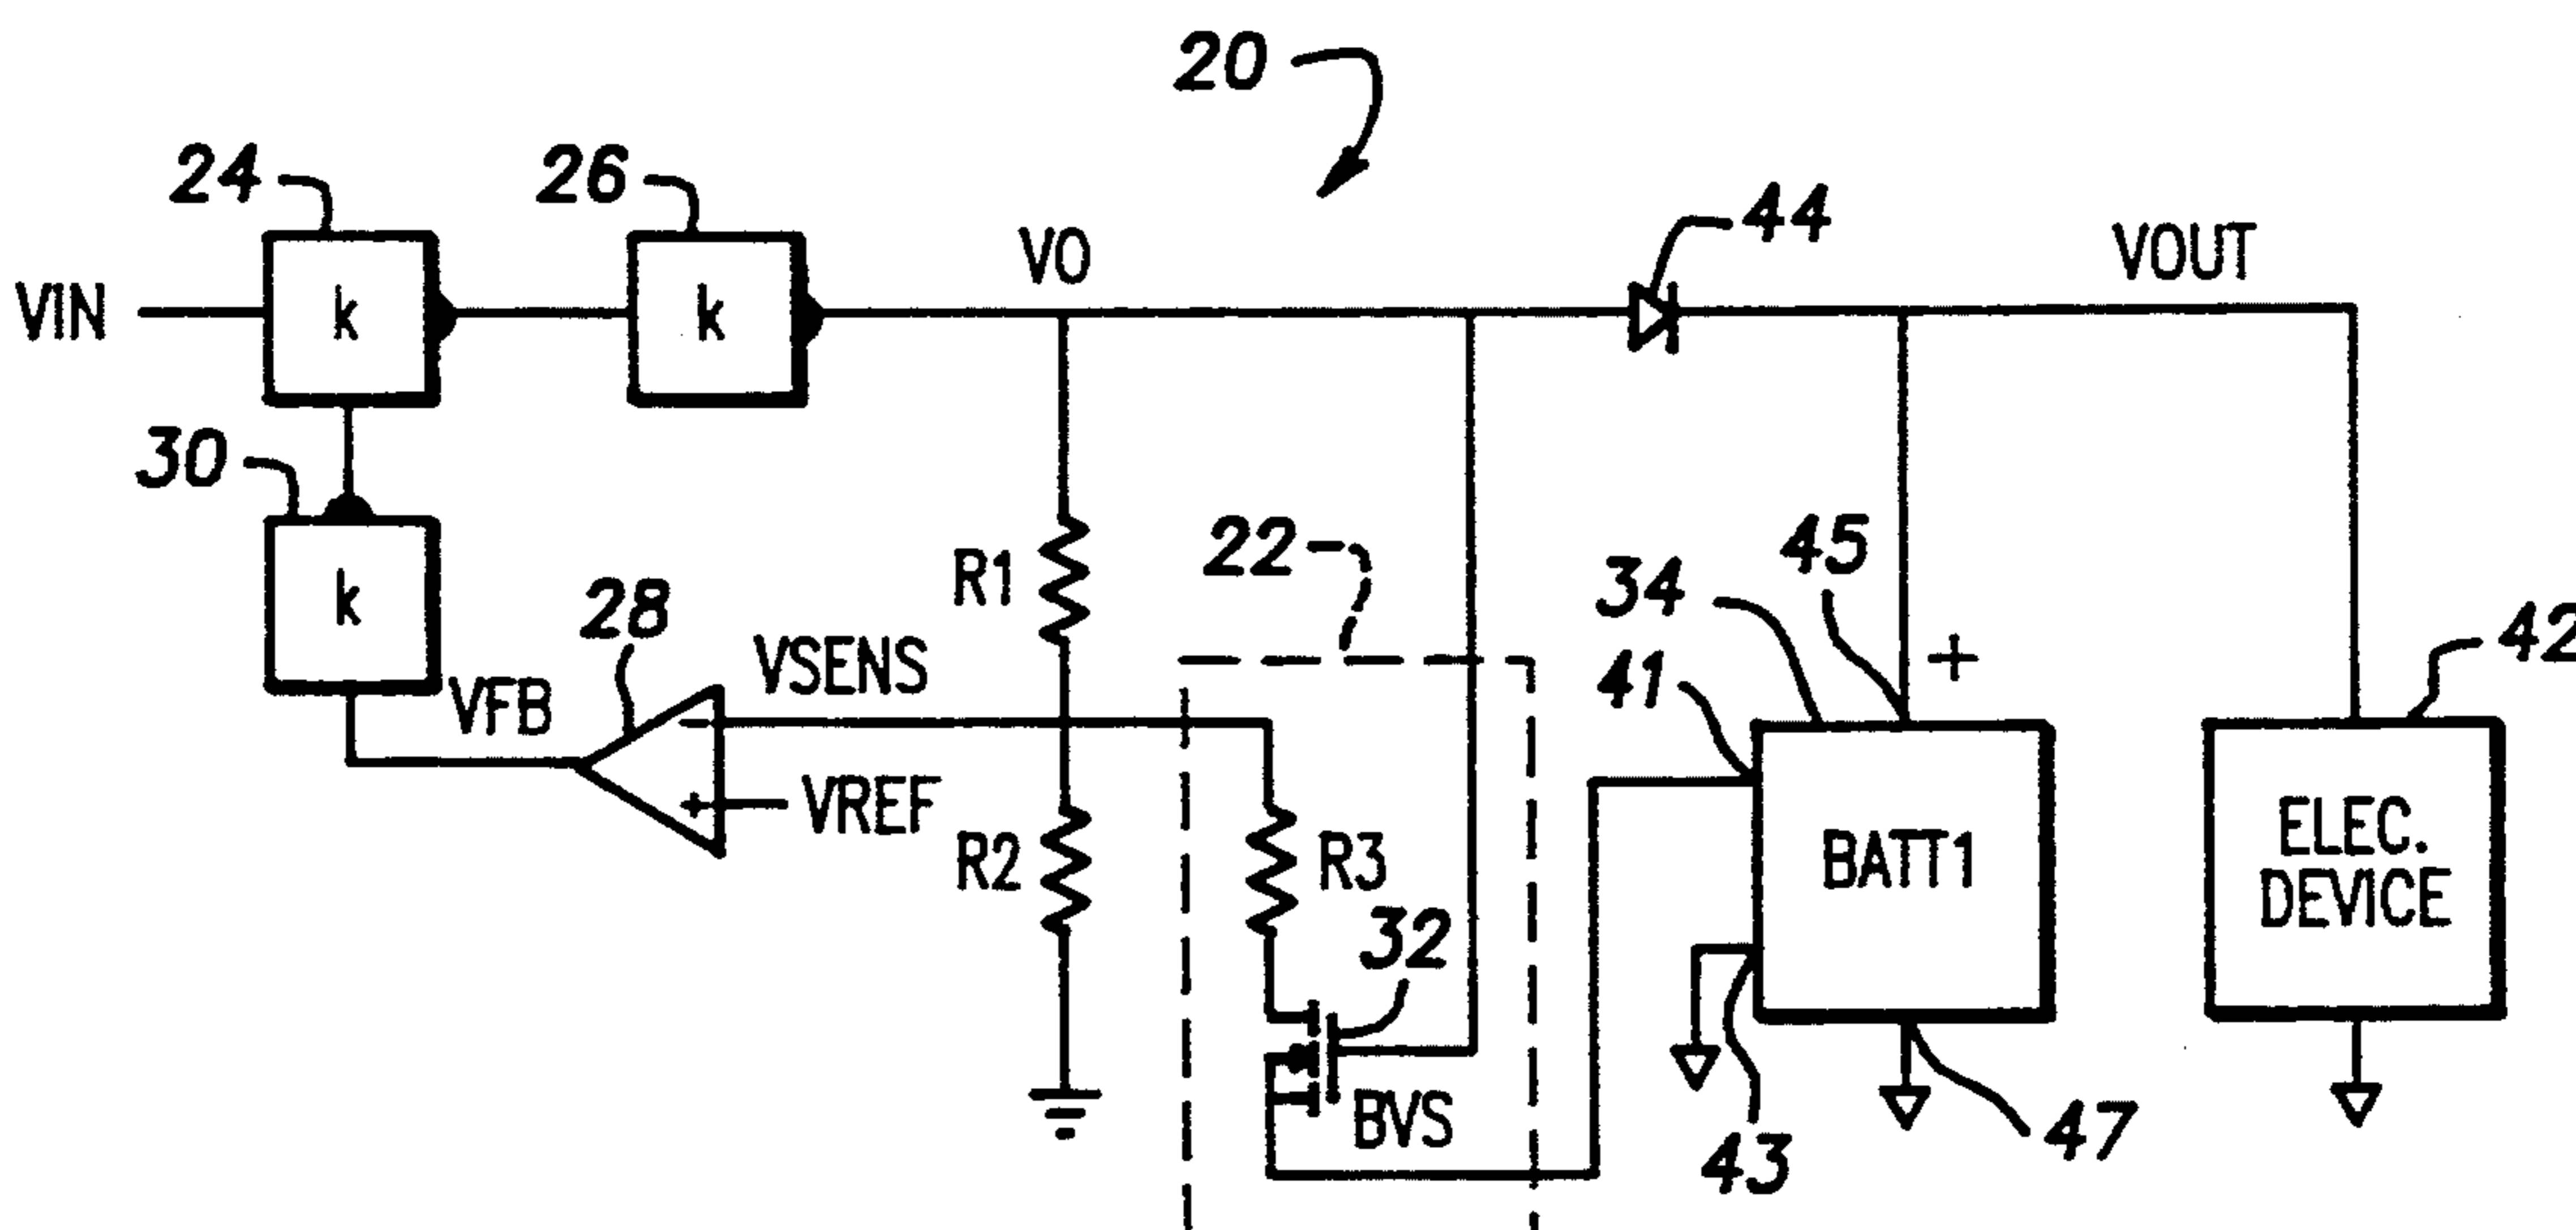 20
24
26
44
VO
VOUT
VIN
k
k
30
22
45
34
R1
28
k
42
VSENS
41
+
VFB
-
+
VREF
ELEC.
DEVICE
R2
R3
BATT1
32
BVS
43
47